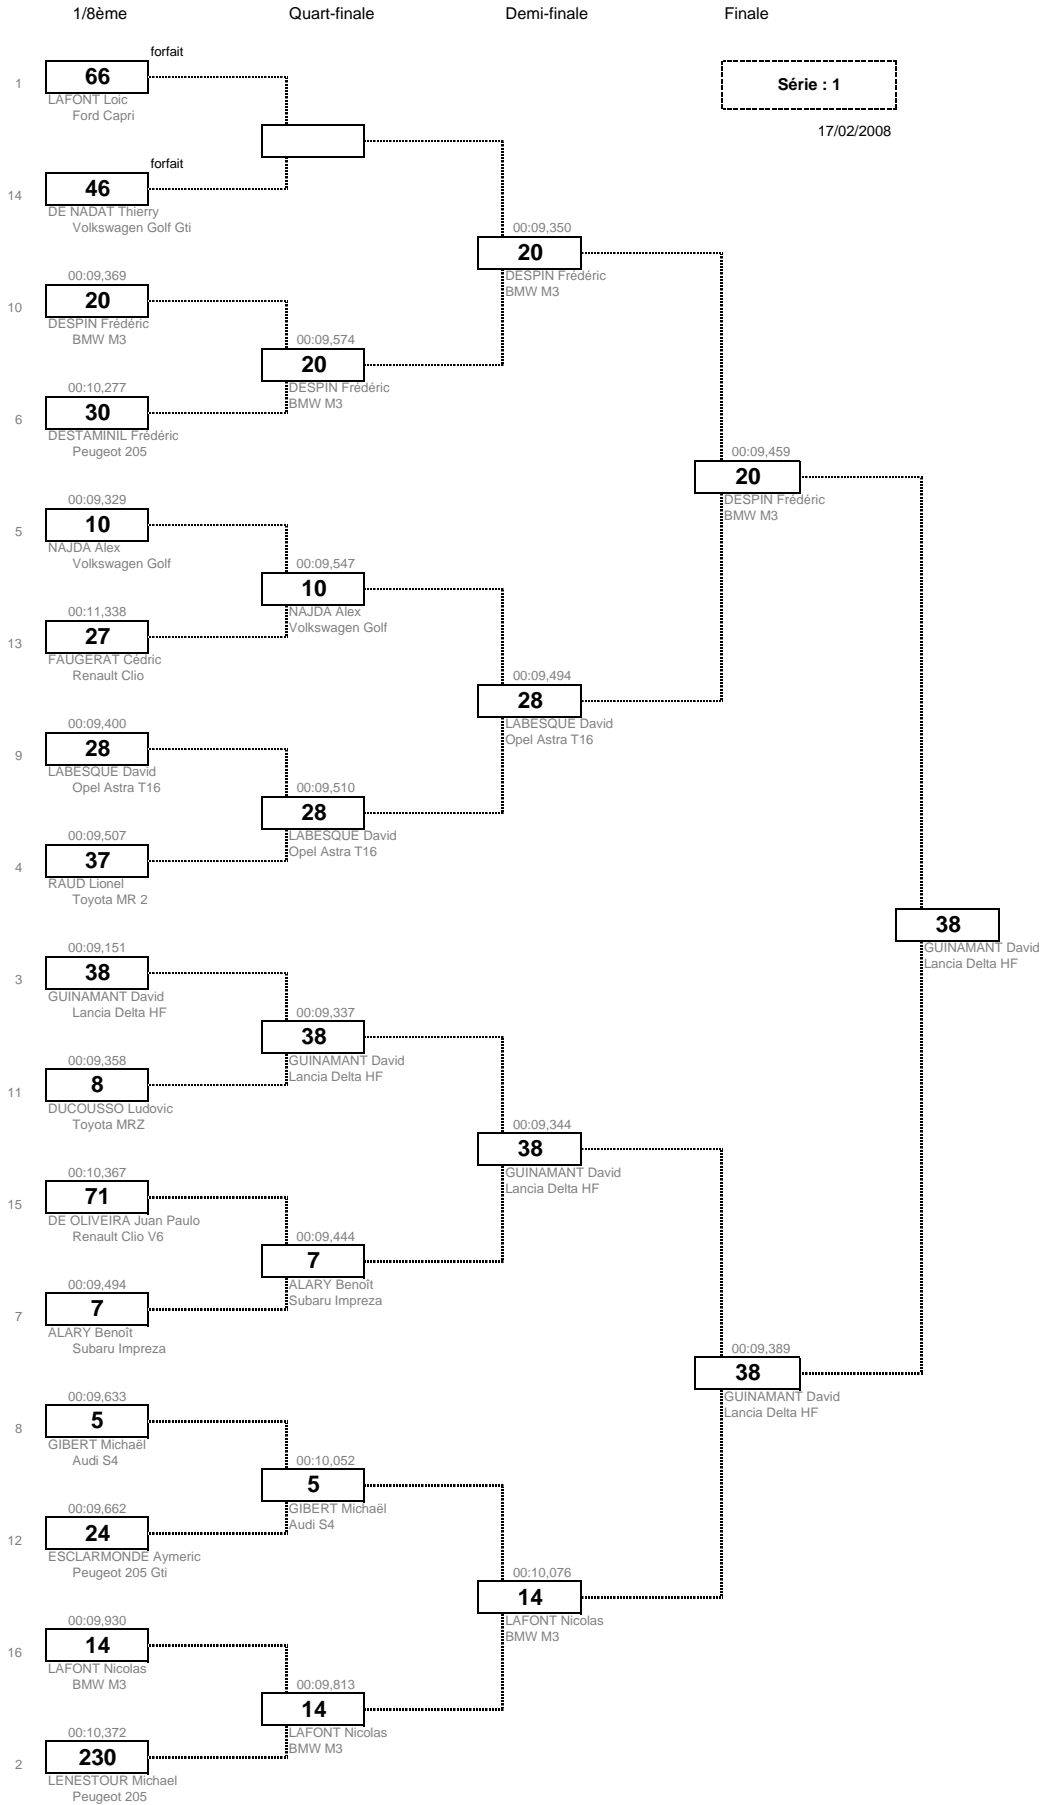 1/8ème
Quart-finale
Demi-finale
Finale
forfait
1
66
LAFONT Loic
Ford Capri
Série : 1
17/02/2008
forfait
14
46
DE NADAT Thierry
Volkswagen Golf Gti
00:09,350
20
DESPIN Frédéric
BMW M3
00:09,369
10
20
DESPIN Frédéric
BMW M3
00:09,574
20
DESPIN Frédéric
BMW M3
00:10,277
6
30
DESTAMINIL Frédéric
Peugeot 205
00:09,459
20
DESPIN Frédéric
BMW M3
00:09,329
5
10
NAJDA Alex
Volkswagen Golf
00:09,547
10
NAJDA Alex
Volkswagen Golf
00:11,338
13
27
FAUGERAT Cédric
Renault Clio
00:09,494
28
LABESQUE David
Opel Astra T16
00:09,400
9
28
LABESQUE David
Opel Astra T16
00:09,510
28
LABESQUE David
Opel Astra T16
00:09,507
4
37
RAUD Lionel
Toyota MR 2
38
GUINAMANT David
Lancia Delta HF
00:09,151
3
38
GUINAMANT David
Lancia Delta HF
00:09,337
38
GUINAMANT David
Lancia Delta HF
00:09,358
11
8
DUCOUSSO Ludovic
Toyota MRZ
00:09,344
38
GUINAMANT David
Lancia Delta HF
00:10,367
15
71
DE OLIVEIRA Juan Paulo
Renault Clio V6
00:09,444
7
ALARY Benoît
Subaru Impreza
00:09,494
7
7
ALARY Benoît
Subaru Impreza
00:09,389
38
GUINAMANT David
Lancia Delta HF
00:09,633
8
5
GIBERT Michaël
Audi S4
00:10,052
5
GIBERT Michaël
Audi S4
00:09,662
12
24
ESCLARMONDE Aymeric
Peugeot 205 Gti
00:10,076
14
LAFONT Nicolas
BMW M3
00:09,930
16
14
LAFONT Nicolas
BMW M3
00:09,813
14
LAFONT Nicolas
BMW M3
00:10,372
2
230
LENESTOUR Michael
Peugeot 205